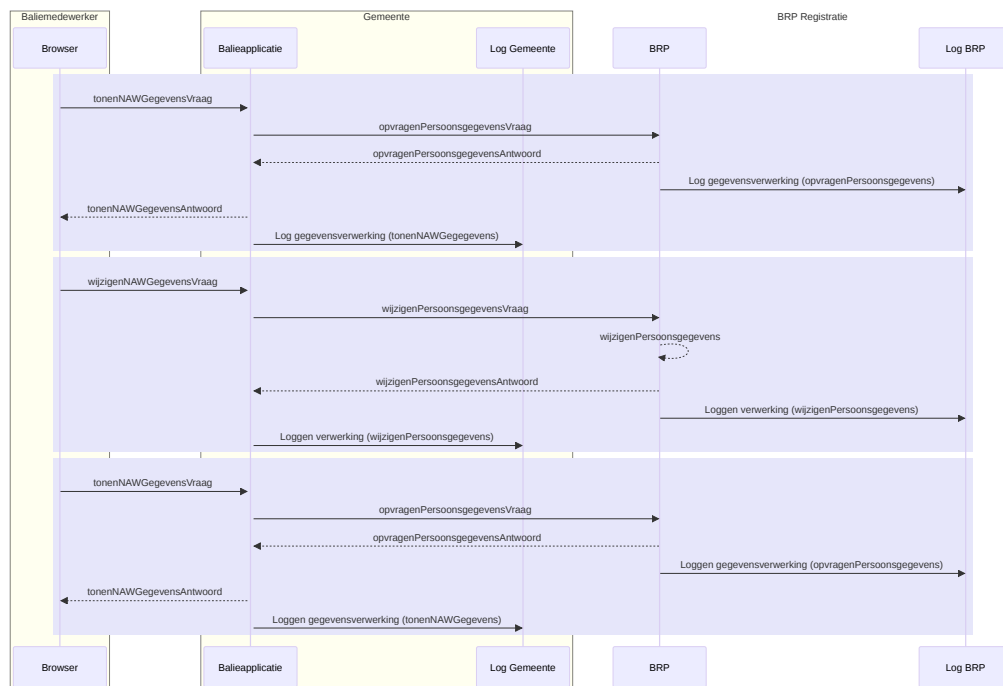 Baliemedewerker
Gemeente
BRP Registratie
Browser
Balieapplicatie
Log Gemeente
BRP
Log BRP
tonenNAWGegevensVraag
opvragenPersoonsgegevensVraag
opvragenPersoonsgegevensAntwoord
Log gegevensverwerking (opvragenPersoonsgegevens)
tonenNAWGegevensAntwoord
Log gegevensverwerking (tonenNAWGegegevens)
wijzigenNAWGegevensVraag
wijzigenPersoonsgegevensVraag
wijzigenPersoonsgegevens
wijzigenPersoonsgegevensAntwoord
Loggen verwerking (wijzigenPersoonsgegevens)
Loggen verwerking (wijzigenPersoonsgegevens)
tonenNAWGegevensVraag
opvragenPersoonsgegevensVraag
opvragenPersoonsgegevensAntwoord
Loggen gegevensverwerking (opvragenPersoonsgegevens)
tonenNAWGegevensAntwoord
Loggen gegevensverwerking (tonenNAWGegevens)
Browser
Balieapplicatie
Log Gemeente
BRP
Log BRP